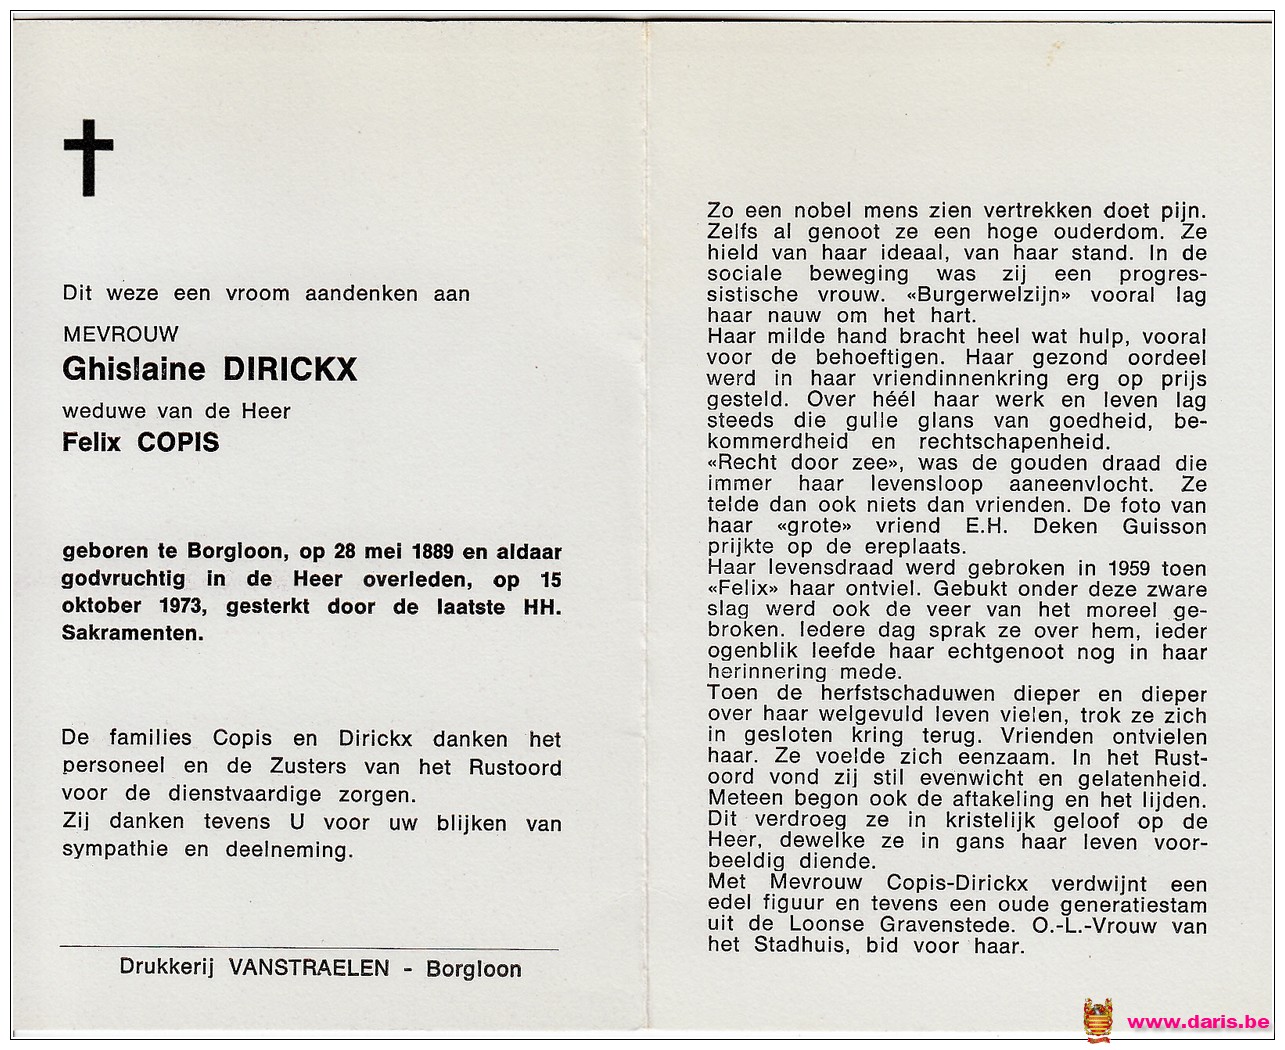 Dit weze een vroom aandenken aan
MEVROUW
Ghislaine DIRICKX
weduwe van de Heer
Felix COPIS
geboren te Borgloon, op 28 mei 1889 en aldaar
godvruchtig in de Heer overleden, op 15
oktober 1973, gesterkt door de laatste HH.
Sakramenten.
De families Copis en Dirickx danken het
personeel en de Zusters van het Rustoord
voor de dienstvaardige zorgen.
Zij danken tevens U voor uw blijken van
sympathie en deelneming.
Drukkerij VANSTRAELEN - Borgloon
Zo een nobel mens zien vertrekken doet pijn.
Zelfs al genoot ze een hoge ouderdom. Ze
hield van haar ideaal, van haar stand. In de
sociale beweging was zij een progres-
sistische vrouw. «Burgerwelzijn» vooral lag
haar nauw om het hart.
Haar milde hand bracht heel wat hulp, vooral
voor de behoeftigen. Haar gezond oordeel
werd in haar vriendinnenkring erg op prijs
gesteld. Over héél haar werk en leven lag
steeds die gulle glans van goedheid, be-
kommerdheid en rechtschapenheid.
«Recht door zee», was de gouden draad die
immer haar levensloop aaneenvlocht. Ze
telde dan ook niets dan vrienden. De foto van
haar «grote» vriend E.H. Deken Guisson
prijkte op de ereplaats.
Haar levensdraad werd gebroken in 1959 toen
«Felix» haar ontviel. Gebukt onder deze zware
slag werd ook de veer van het moreel ge-
broken. Iedere dag sprak ze over hem, ieder
ogenblik leefde haar echtgenoot nog in haar
herinnering mede.
Toen de herfstschaduwen dieper en dieper
over haar welgevuld leven vielen, trok ze zich
in gesloten kring terug. Vrienden ontvielen
haar. Ze voelde zich eenzaam. In het Rust-
oord vond zij stil evenwicht en gelatenheid.
Meteen begon ook de aftakeling en het lijden.
Dit verdroeg ze in kristelijk geloof op de
Heer, dewelke ze in gans haar leven voor-
beeldig diende.
Met Mevrouw Copis-Dirickx verdwijnt een
edel figuur en tevens een oude generatiestam
uit de Loonse Gravenstede. O.-L.-Vrouw van
het Stadhuis, bid voor haar.
www.daris.be